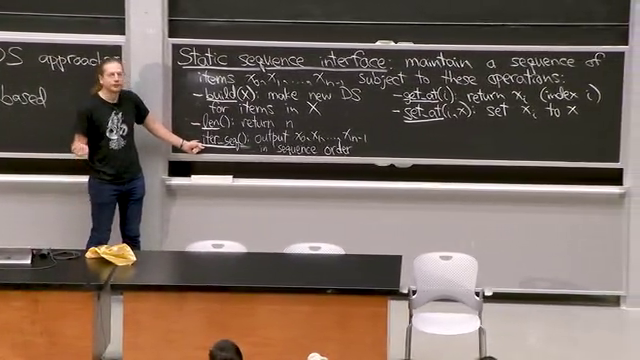 DS approaches
based
Static sequence interface: maintain a sequence of
items x0, x1, ..., xn-1 subject to these operations:
- build(X): make new DS
for items in X
- len(): return n
- iter_seq(): output x0, x1, ..., xn-1
in sequence order
- get_at(i): return xi (index i)
- set_at(i, x): set xi to x